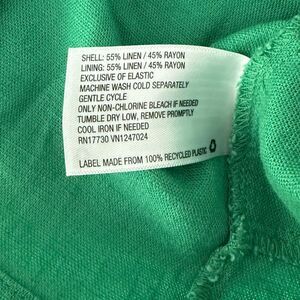 SHELL: 55% LINEN / 45% RAYON
LINING: 55% LINEN / 45% RAYON
EXCLUSIVE OF ELASTIC
MACHINE WASH COLD SEPARATELY
GENTLE CYCLE
ONLY NON-CHLORINE BLEACH IF NEEDED
TUMBLE DRY LOW, REMOVE PROMPTLY
COOL IRON IF NEEDED
RN17730 VN1247024
LABEL MADE FROM 100% RECYCLED PLASTIC